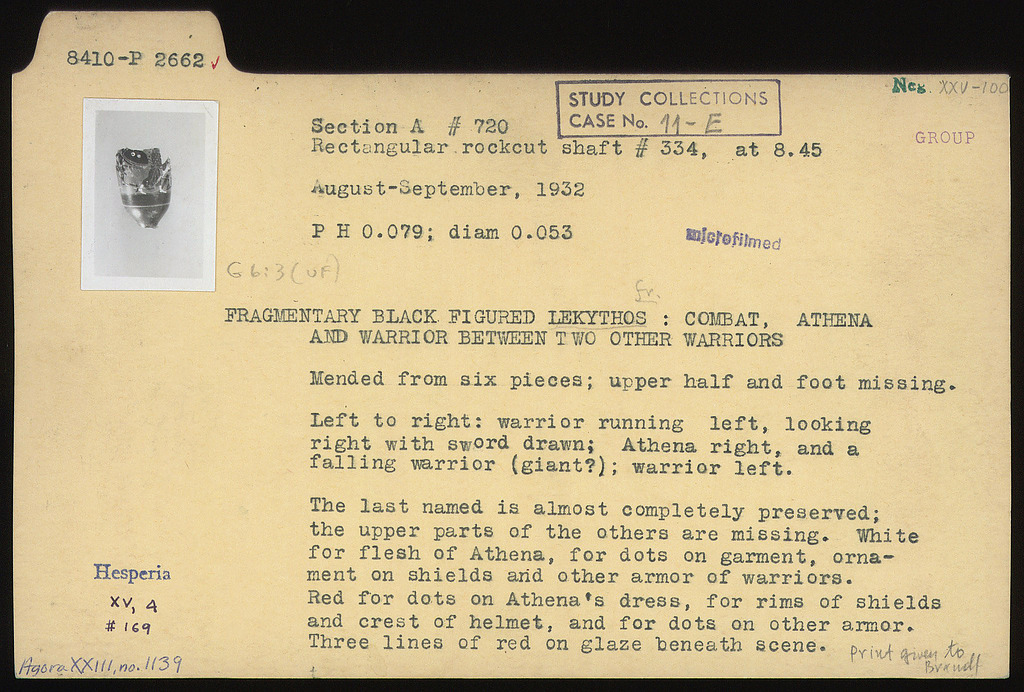 8410-P 2662 ✓
Neg. XXV-100
STUDY COLLECTIONS
CASE No. 11-E
GROUP
Section A # 720
Rectangular rockcut shaft # 334, at 8.45
August-September, 1932
P H 0.079; diam 0.053
microfilmed
G 6:3 (UF)
fr.
FRAGMENTARY BLACK FIGURED LEKYTHOS : COMBAT, ATHENA
AND WARRIOR BETWEEN TWO OTHER WARRIORS
Mended from six pieces; upper half and foot missing.
Left to right: warrior running left, looking
right with sword drawn; Athena right, and a
falling warrior (giant?); warrior left.
The last named is almost completely preserved;
the upper parts of the others are missing. White
for flesh of Athena, for dots on garment, orna-
ment on shields and other armor of warriors.
Red for dots on Athena's dress, for rims of shields
and crest of helmet, and for dots on other armor.
Three lines of red on glaze beneath scene.
Hesperia
XV, 4
# 169
Agora XXIII, no. 1139
Print given to